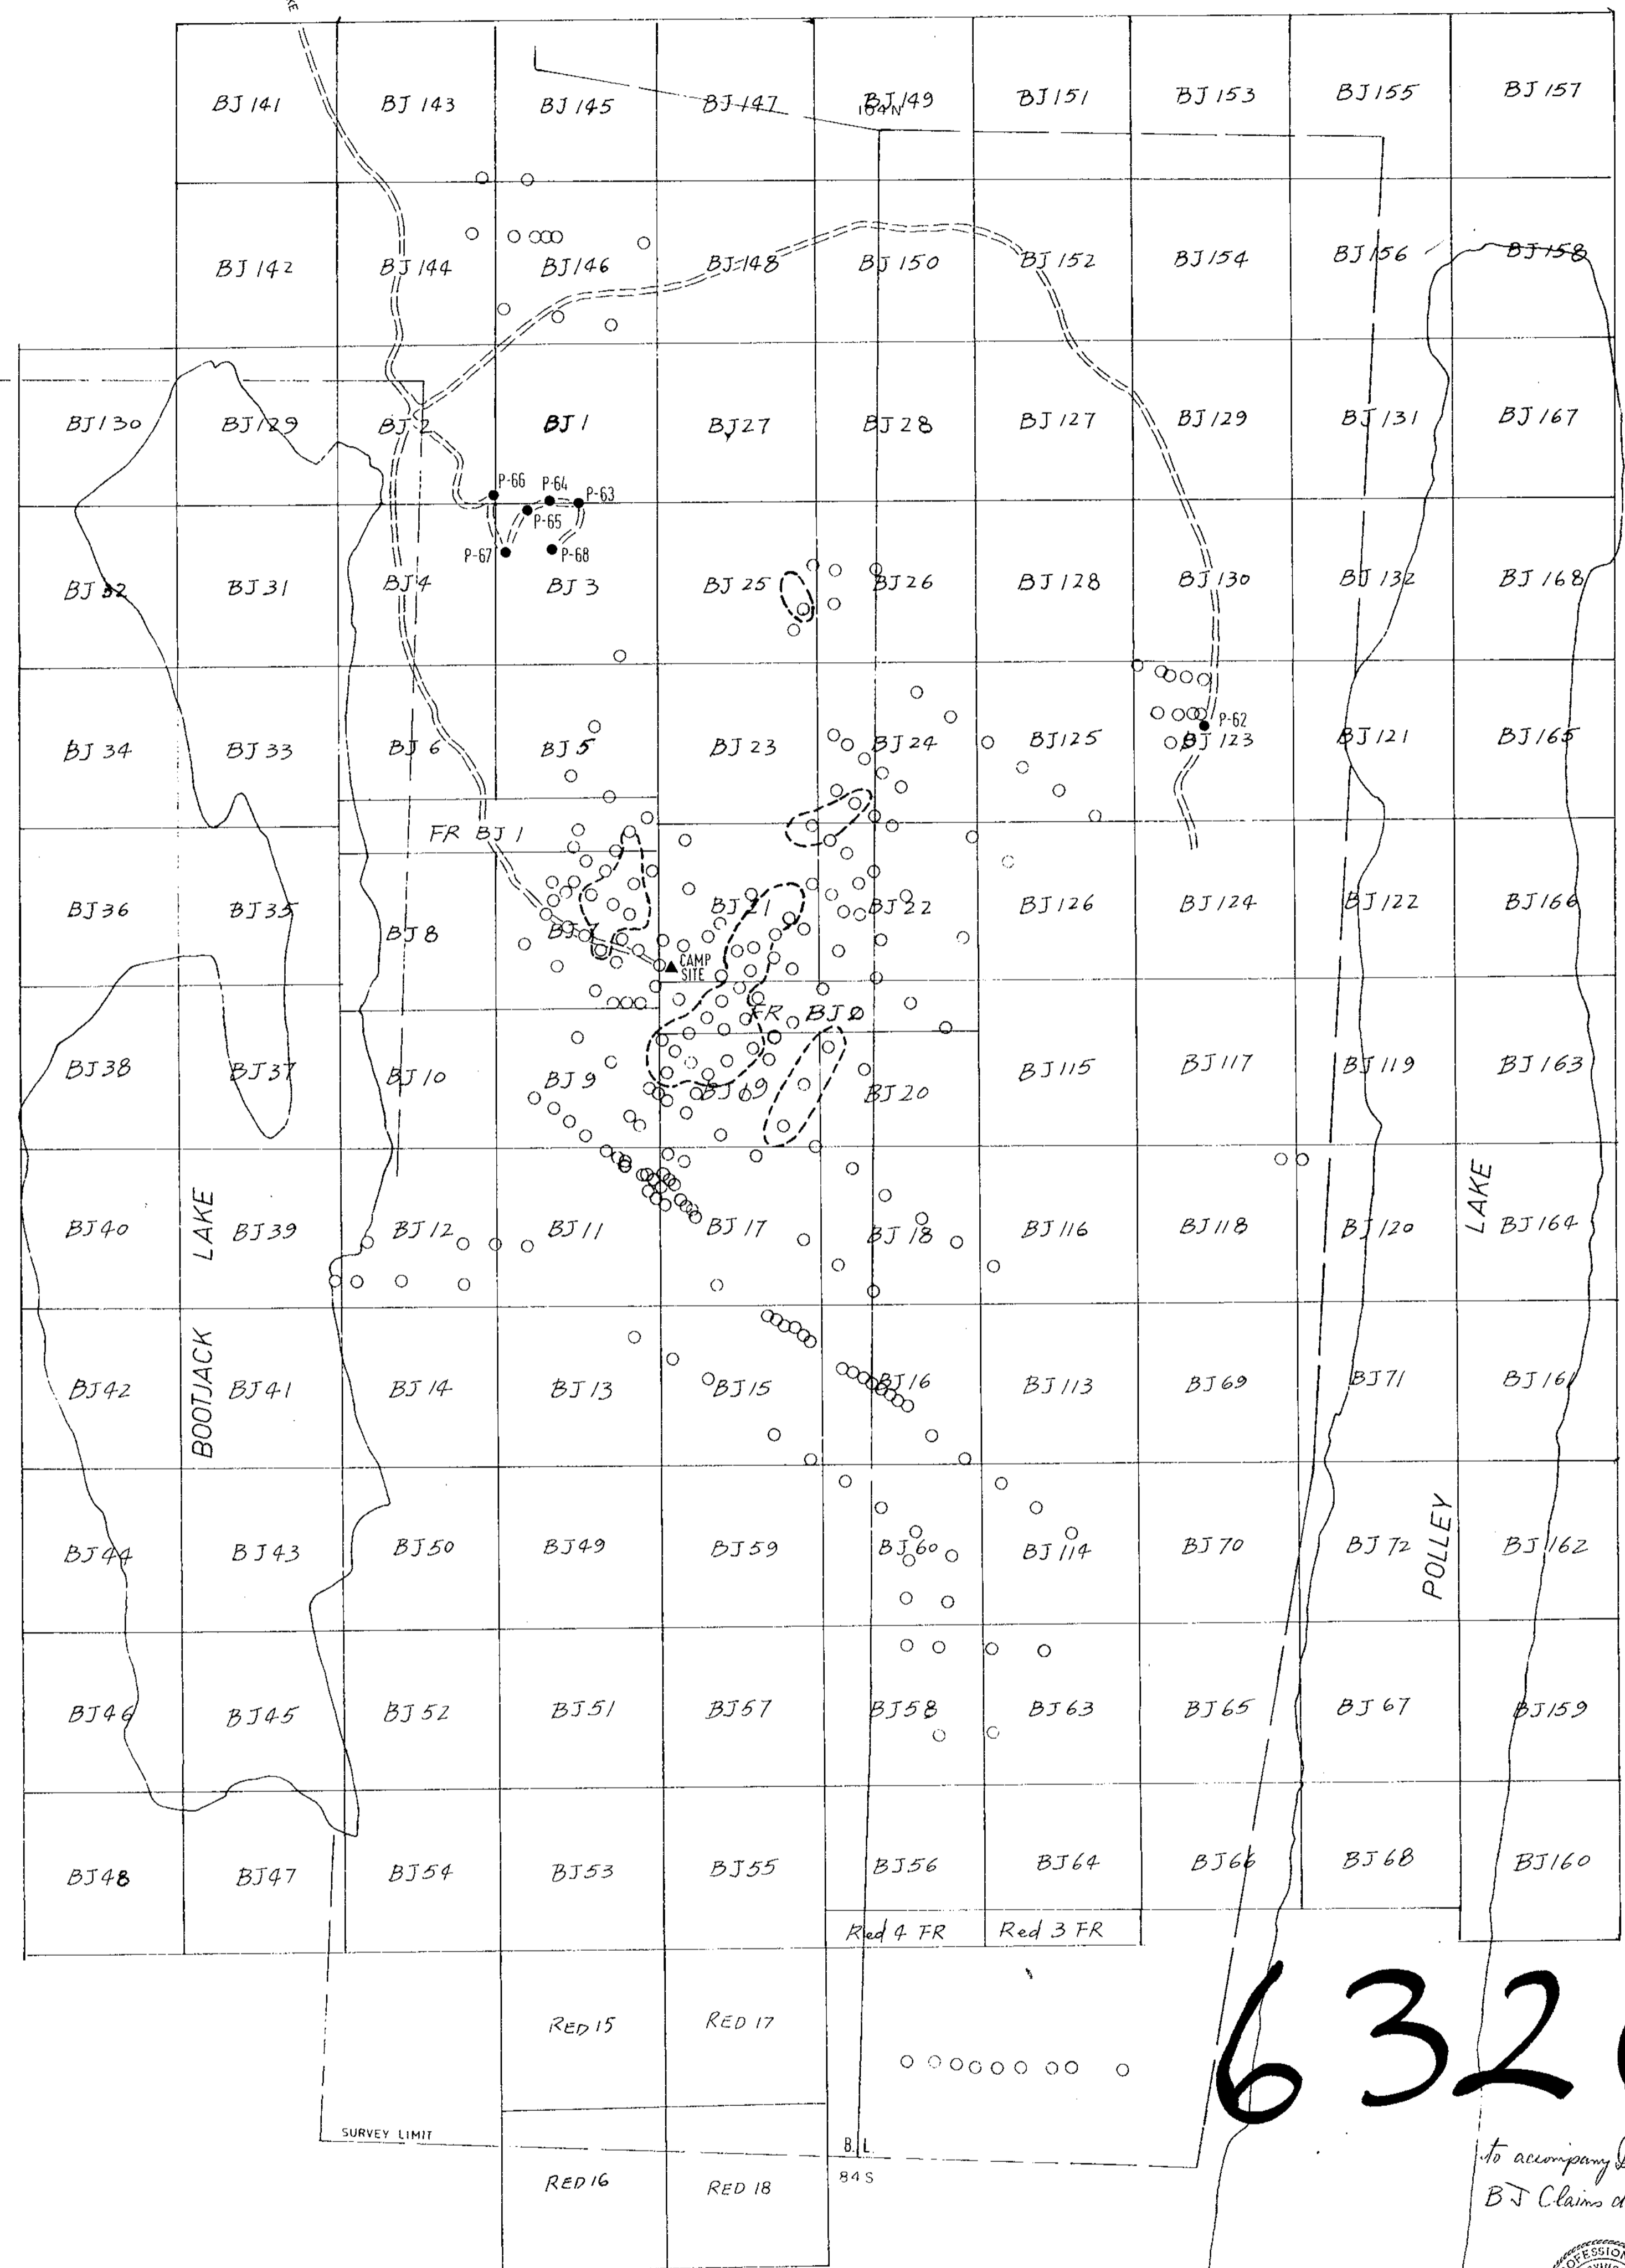 BJ 141 BJ 143 BJ 145 BJ 147 BJ 149 BJ 151 BJ 153 BJ 155 BJ 157
164N
BJ 142 BJ 144 BJ 146 BJ 148 BJ 150 BJ 152 BJ 154 BJ 156 BJ 158
BJ 130 BJ 129 BJ 2 BJ 1 BJ 27 BJ 28 BJ 127 BJ 129 BJ 131 BJ 167
P-66 P-64 P-63
P-65
P-67 P-68
BJ 32 BJ 31 BJ 4 BJ 3 BJ 25 BJ 26 BJ 128 BJ 130 BJ 132 BJ 168
P-62
BJ 34 BJ 33 BJ 6 BJ 5 BJ 23 BJ 24 BJ 125 BJ 123 BJ 121 BJ 165
FR BJ 1
BJ 36 BJ 35 BJ 8 BJ 7 BJ 21 BJ 22 BJ 126 BJ 124 BJ 122 BJ 166
CAMP
SITE
FR BJ 2
BJ 38 BJ 37 BJ 10 BJ 9 BJ 19 BJ 20 BJ 115 BJ 117 BJ 119 BJ 163
BJ 40 BJ 39 BJ 12 BJ 11 BJ 17 BJ 18 BJ 116 BJ 118 BJ 120 BJ 164
BOOTJACK LAKE
POLLEY LAKE
BJ 42 BJ 41 BJ 14 BJ 13 BJ 15 BJ 16 BJ 113 BJ 69 BJ 71 BJ 161
BJ 44 BJ 43 BJ 50 BJ 49 BJ 59 BJ 60 BJ 114 BJ 70 BJ 72 BJ 162
BJ 46 BJ 45 BJ 52 BJ 51 BJ 57 BJ 58 BJ 63 BJ 65 BJ 67 BJ 159
BJ 48 BJ 47 BJ 54 BJ 53 BJ 55 BJ 56 BJ 64 BJ 66 BJ 68 BJ 160
Red 4 FR Red 3 FR
RED 15 RED 17
632
SURVEY LIMIT
B.L.
84 S
RED 16 RED 18
to accompany
BJ Claims